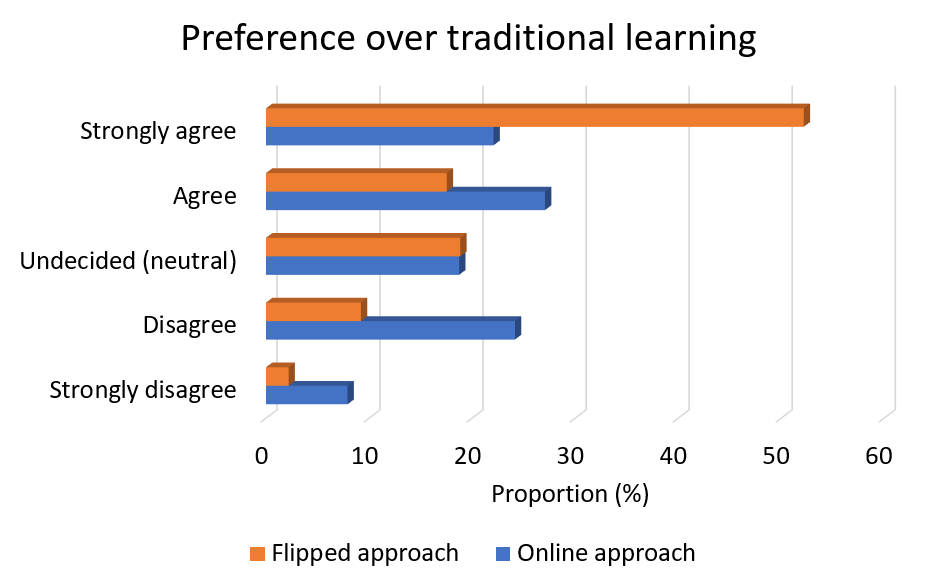 Preference over traditional learning
Strongly agree
Agree
Undecided (neutral)
Disagree
Strongly disagree
0 10 20 30 40 50 60
Proportion (%)
Flipped approach Online approach